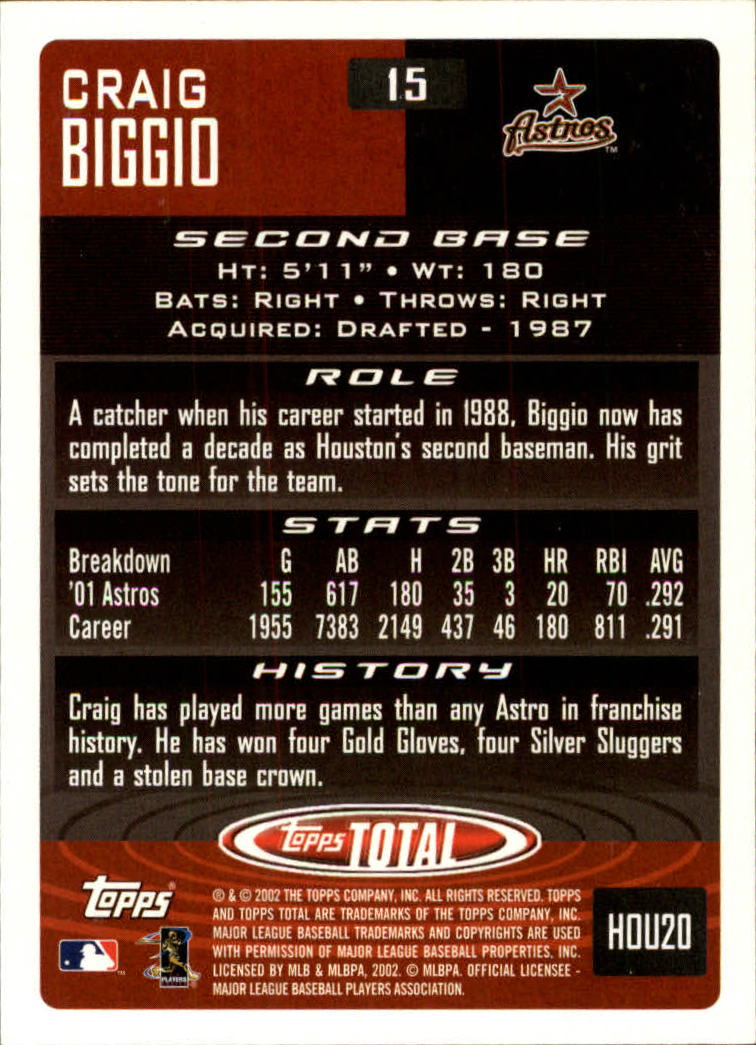 CRAIG
BIGGIO
15
Astros™
SECOND BASE
HT: 5'11" • WT: 180
BATS: RIGHT • THROWS: RIGHT
ACQUIRED: DRAFTED - 1987
ROLE
A catcher when his career started in 1988, Biggio now has
completed a decade as Houston's second baseman. His grit
sets the tone for the team.
STATS
Breakdown G AB H 2B 3B HR RBI AVG
'01 Astros 155 617 180 35 3 20 70 .292
Career 1955 7383 2149 437 46 180 811 .291
HISTORY
Craig has played more games than any Astro in franchise
history. He has won four Gold Gloves, four Silver Sluggers
and a stolen base crown.
Topps TOTAL
Topps®
® & © 2002 THE TOPPS COMPANY, INC. ALL RIGHTS RESERVED. TOPPS
AND TOPPS TOTAL ARE TRADEMARKS OF THE TOPPS COMPANY, INC.
MAJOR LEAGUE BASEBALL TRADEMARKS AND COPYRIGHTS ARE USED
WITH PERMISSION OF MAJOR LEAGUE BASEBALL PROPERTIES, INC.
LICENSED BY MLB & MLBPA, 2002. © MLBPA. OFFICIAL LICENSEE -
MAJOR LEAGUE BASEBALL PLAYERS ASSOCIATION.
HOU20
™
PLAYERS